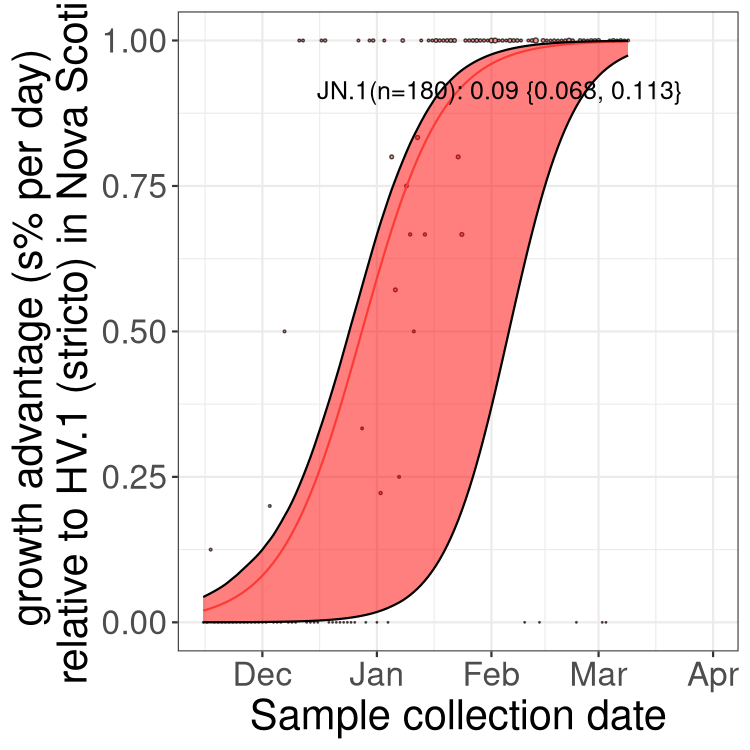 growth advantage (s% per day)
relative to HV.1 (stricto) in Nova Scoti
1.00
0.75
0.50
0.25
0.00
JN.1(n=180): 0.09 {0.068, 0.113}
Dec Jan Feb Mar Apr
Sample collection date